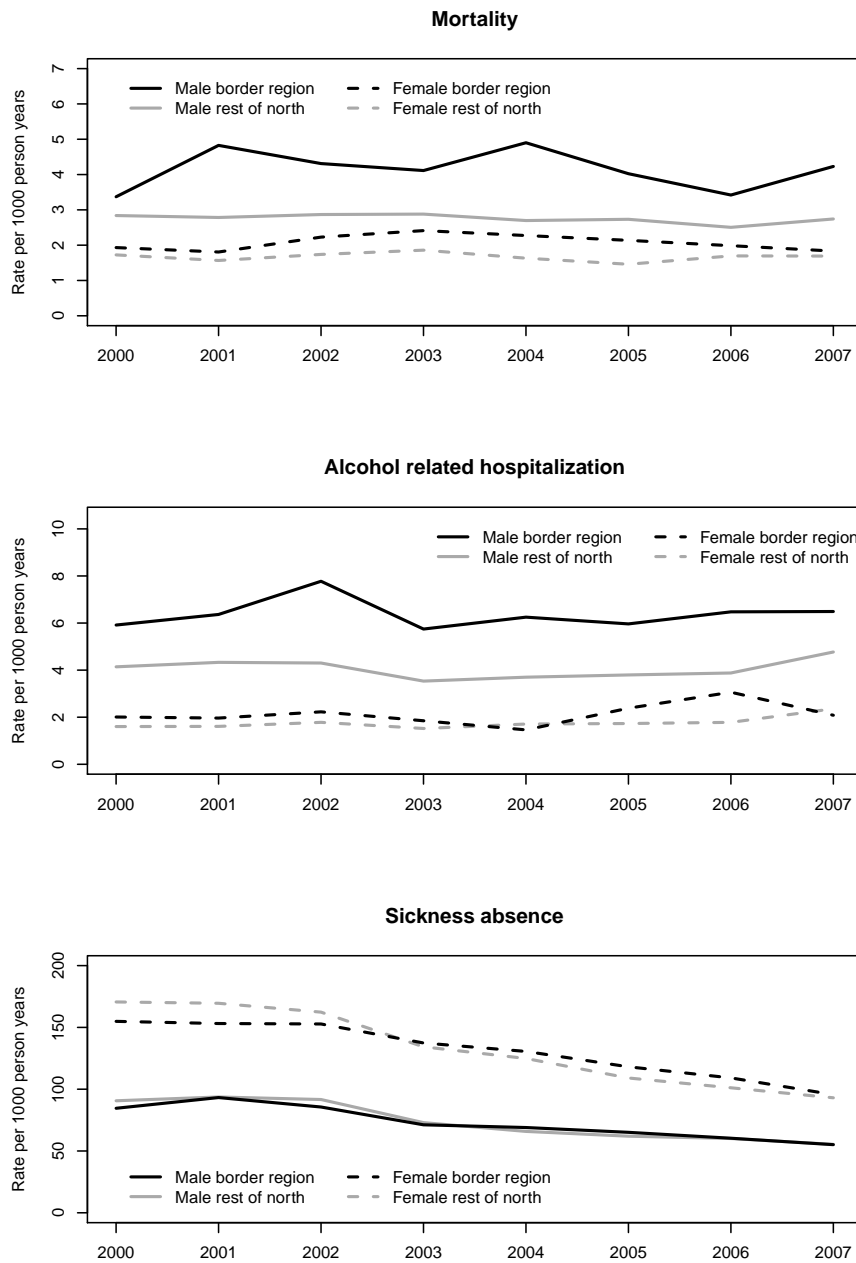 Mortality
Rate per 1000 person years
7
6
5
4
3
2
1
0
Male border region Female border region
Male rest of north Female rest of north
2000 2001 2002 2003 2004 2005 2006 2007
Alcohol related hospitalization
Rate per 1000 person years
10
8
6
4
2
0
Male border region Female border region
Male rest of north Female rest of north
2000 2001 2002 2003 2004 2005 2006 2007
Sickness absence
Rate per 1000 person years
200
150
100
50
0
Male border region Female border region
Male rest of north Female rest of north
2000 2001 2002 2003 2004 2005 2006 2007